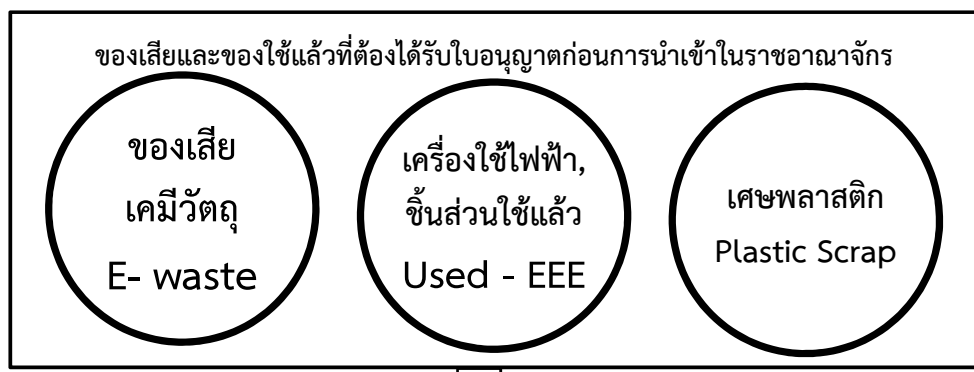 ของเสียและของใช้แล้วที่ต้องได้รับใบอนุญาตก่อนการนำเข้าในราชอาณาจักร
ของเสีย
เคมีวัตถุ
E- waste
เครื่องใช้ไฟฟ้า,
ชิ้นส่วนใช้แล้ว
Used - EEE
เศษพลาสติก
Plastic Scrap